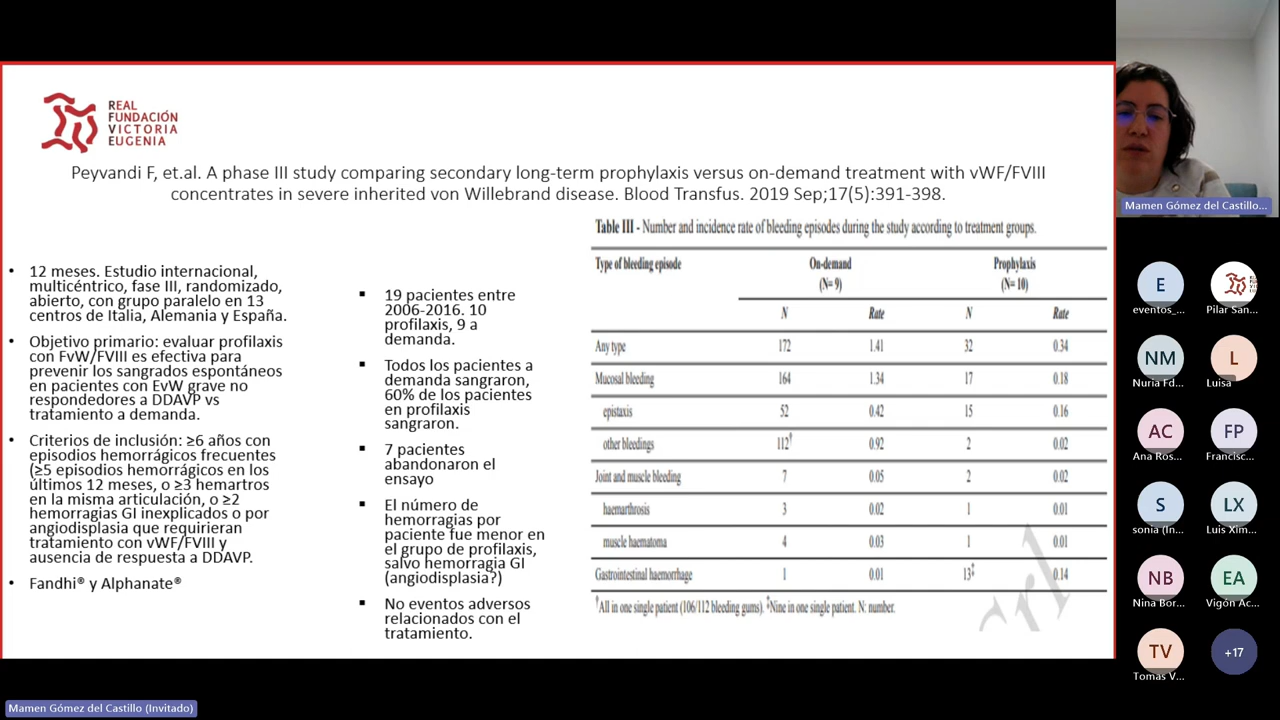 REAL
FUNDACIÓN
VICTORIA
EUGENIA
Peyvandi F, et.al. A phase III study comparing secondary long-term prophylaxis versus on-demand treatment with vWF/FVIII
concentrates in severe inherited von Willebrand disease. Blood Transfus. 2019 Sep;17(5):391-398.
• 12 meses. Estudio internacional,
multicéntrico, fase III, randomizado,
abierto, con grupo paralelo en 13
centros de Italia, Alemania y España.
• Objetivo primario: evaluar profilaxis
con FvW/FVIII es efectiva para
prevenir los sangrados espontáneos
en pacientes con EvW grave no
respondedores a DDAVP vs
tratamiento a demanda.
• Criterios de inclusión: ≥6 años con
episodios hemorrágicos frecuentes
(≥5 episodios hemorrágicos en los
últimos 12 meses, o ≥3 hemartros
en la misma articulación, o ≥2
hemorragias GI inexplicados o por
angiodisplasia que requirieran
tratamiento con vWF/FVIII y
ausencia de respuesta a DDAVP.
• Fandhi® y Alphanate®
▪ 19 pacientes entre
2006-2016. 10
profilaxis, 9 a
demanda.
▪ Todos los pacientes a
demanda sangraron,
60% de los pacientes
en profilaxis
sangraron.
▪ 7 pacientes
abandonaron el
ensayo
▪ El número de
hemorragias por
paciente fue menor en
el grupo de profilaxis,
salvo hemorragia GI
(angiodisplasia?)
▪ No eventos adversos
relacionados con el
tratamiento.
Table III - Number and incidence rate of bleeding episodes during the study according to treatment groups.
Type of bleeding episode On-demand Prophylaxis
(N= 9) (N= 10)
N Rate N Rate
Any type 172 1.41 32 0.34
Mucosal bleeding 164 1.34 17 0.18
epistaxis 52 0.42 15 0.16
other bleedings 112† 0.92 2 0.02
Joint and muscle bleeding 7 0.05 2 0.02
haemarthrosis 3 0.02 1 0.01
muscle haematoma 4 0.03 1 0.01
Gastrointestinal haemorrhage 1 0.01 13‡ 0.14
†All in one single patient (106/112 bleeding gums). ‡Nine in one single patient. N: number.
Mamen Gómez del Castillo...
E
eventos_...
Pilar San...
NM
Nuria Fd...
L
Luisa
AC
Ana Ros...
FP
Francisc...
S
sonia (In...
LX
Luis Xim...
NB
Nina Bor...
EA
Vigón Ac...
TV
Tomas V...
+17
Mamen Gómez del Castillo (Invitado)